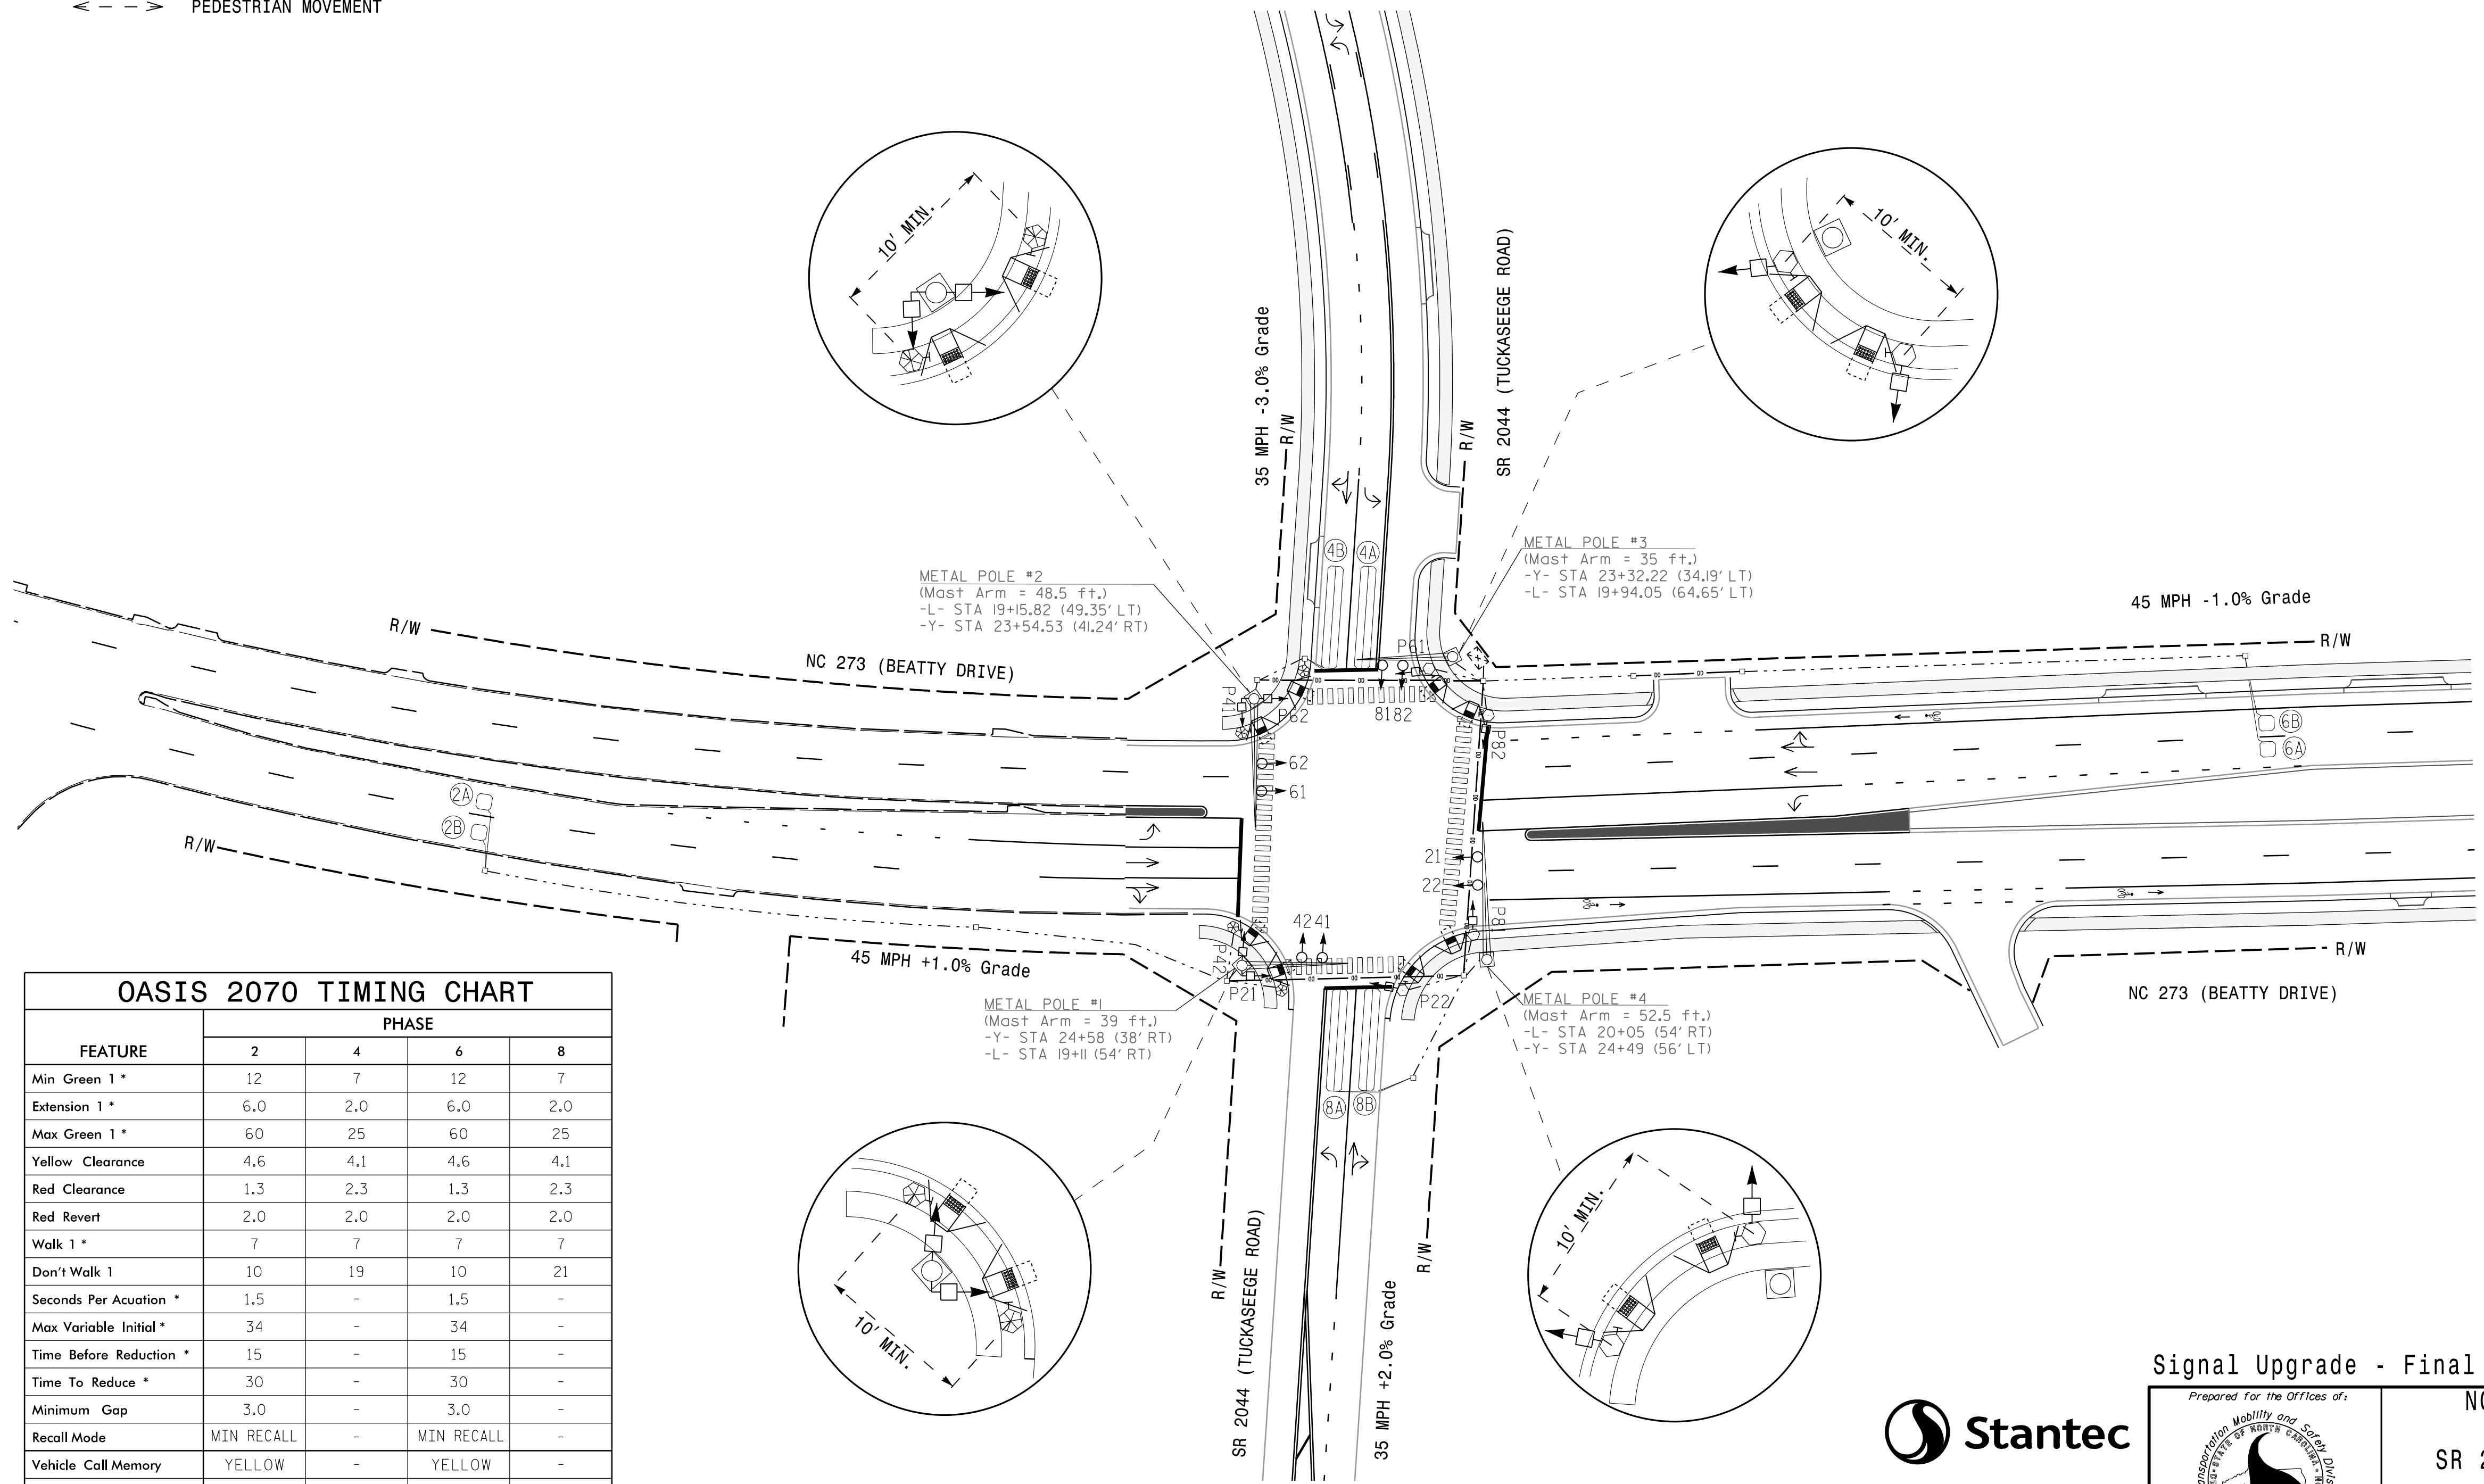 PEDESTRIAN MOVEMENT
10' MIN.
10' MIN.
35 MPH -3.0% Grade
R/W
R/W
SR 2044 (TUCKASEEGE ROAD)
4B
4A
METAL POLE #2
(Mast Arm = 48.5 ft.)
-L- STA 19+15.82 (49.35' LT)
-Y- STA 23+54.53 (41.24' RT)
METAL POLE #3
(Mast Arm = 35 ft.)
-Y- STA 23+32.22 (34.19' LT)
-L- STA 19+94.05 (64.65' LT)
45 MPH -1.0% Grade
R/W
R/W
NC 273 (BEATTY DRIVE)
P61
P41
P62
8182
P82
6B
6A
62
61
2A
2B
R/W
21
22
4241
P81
P42
P21
P22
45 MPH +1.0% Grade
R/W
NC 273 (BEATTY DRIVE)
METAL POLE #1
(Mast Arm = 39 ft.)
-Y- STA 24+58 (38' RT)
-L- STA 19+11 (54' RT)
METAL POLE #4
(Mast Arm = 52.5 ft.)
-L- STA 20+05 (54' RT)
-Y- STA 24+49 (56' LT)
8A
8B
10' MIN.
10' MIN.
R/W
R/W
SR 2044 (TUCKASEEGE ROAD)
35 MPH +2.0% Grade
OASIS 2070 TIMING CHART
FEATURE PHASE
2 4 6 8
Min Green 1 * 12 7 12 7
Extension 1 * 6.0 2.0 6.0 2.0
Max Green 1 * 60 25 60 25
Yellow Clearance 4.6 4.1 4.6 4.1
Red Clearance 1.3 2.3 1.3 2.3
Red Revert 2.0 2.0 2.0 2.0
Walk 1 * 7 7 7 7
Don't Walk 1 10 19 10 21
Seconds Per Acuation * 1.5 - 1.5 -
Max Variable Initial * 34 - 34 -
Time Before Reduction * 15 - 15 -
Time To Reduce * 30 - 30 -
Minimum Gap 3.0 - 3.0 -
Recall Mode MIN RECALL - MIN RECALL -
Vehicle Call Memory YELLOW - YELLOW -
Stantec
Signal Upgrade - Final
Prepared for the Offices of:
Mobility and Safety
STATE OF NORTH
NC
SR 2